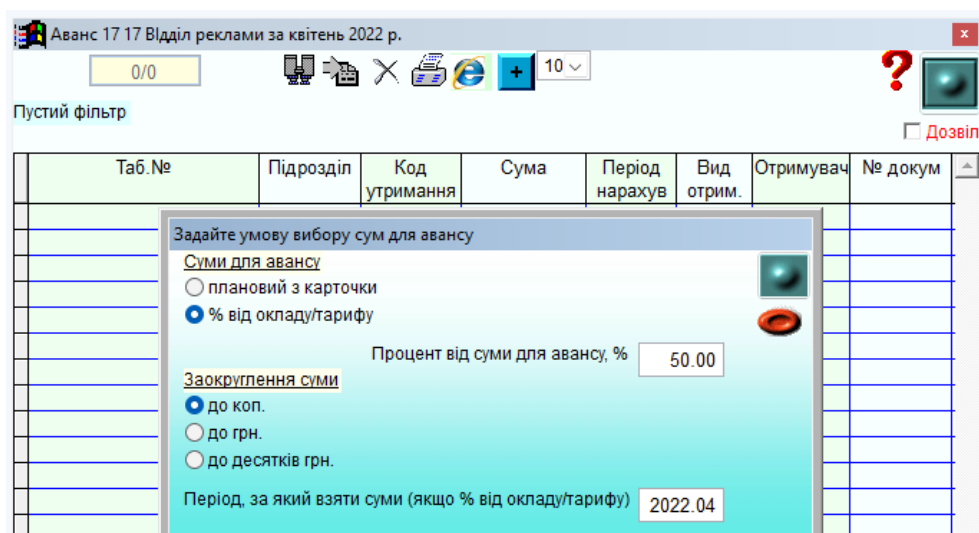 Аванс 17 17 Відділ реклами за квітень 2022 р.
x
0/0
+
10
?
Пустий фільтр
Дозвіл
Таб.№ Підрозділ Код утримання Сума Період нарахув Вид отрим. Отримувач № докум
Задайте умову вибору сум для авансу
Суми для авансу
плановий з карточки
% від окладу/тарифу
Процент від суми для авансу, % 50.00
Заокруглення суми
до коп.
до грн.
до десятків грн.
Період, за який взяти суми (якщо % від окладу/тарифу) 2022.04